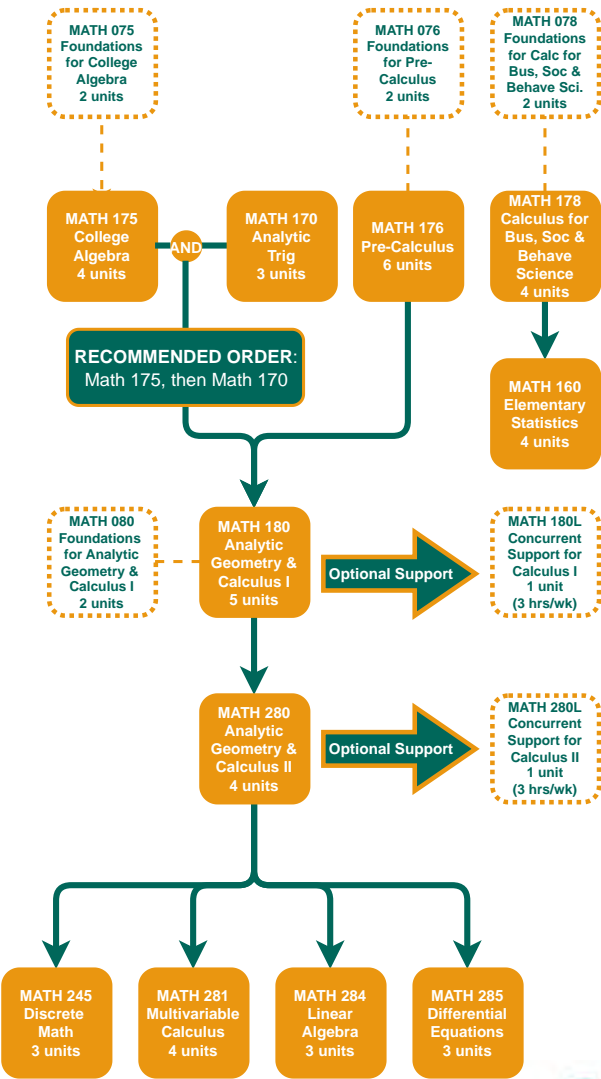 MATH 075
Foundations
for College
Algebra
2 units
MATH 076
Foundations
for Pre-
Calculus
2 units
MATH 078
Foundations
for Calc for
Bus, Soc &
Behave Sci.
2 units
MATH 175
College
Algebra
4 units
AND
MATH 170
Analytic
Trig
3 units
MATH 176
Pre-Calculus
6 units
MATH 178
Calculus for
Bus, Soc &
Behave
Science
4 units
RECOMMENDED ORDER:
Math 175, then Math 170
MATH 160
Elementary
Statistics
4 units
MATH 080
Foundations
for Analytic
Geometry &
Calculus I
2 units
MATH 180
Analytic
Geometry &
Calculus I
5 units
Optional Support
MATH 180L
Concurrent
Support for
Calculus I
1 unit
(3 hrs/wk)
MATH 280
Analytic
Geometry &
Calculus II
4 units
Optional Support
MATH 280L
Concurrent
Support for
Calculus II
1 unit
(3 hrs/wk)
MATH 245
Discrete
Math
3 units
MATH 281
Multivariable
Calculus
4 units
MATH 284
Linear
Algebra
3 units
MATH 285
Differential
Equations
3 units